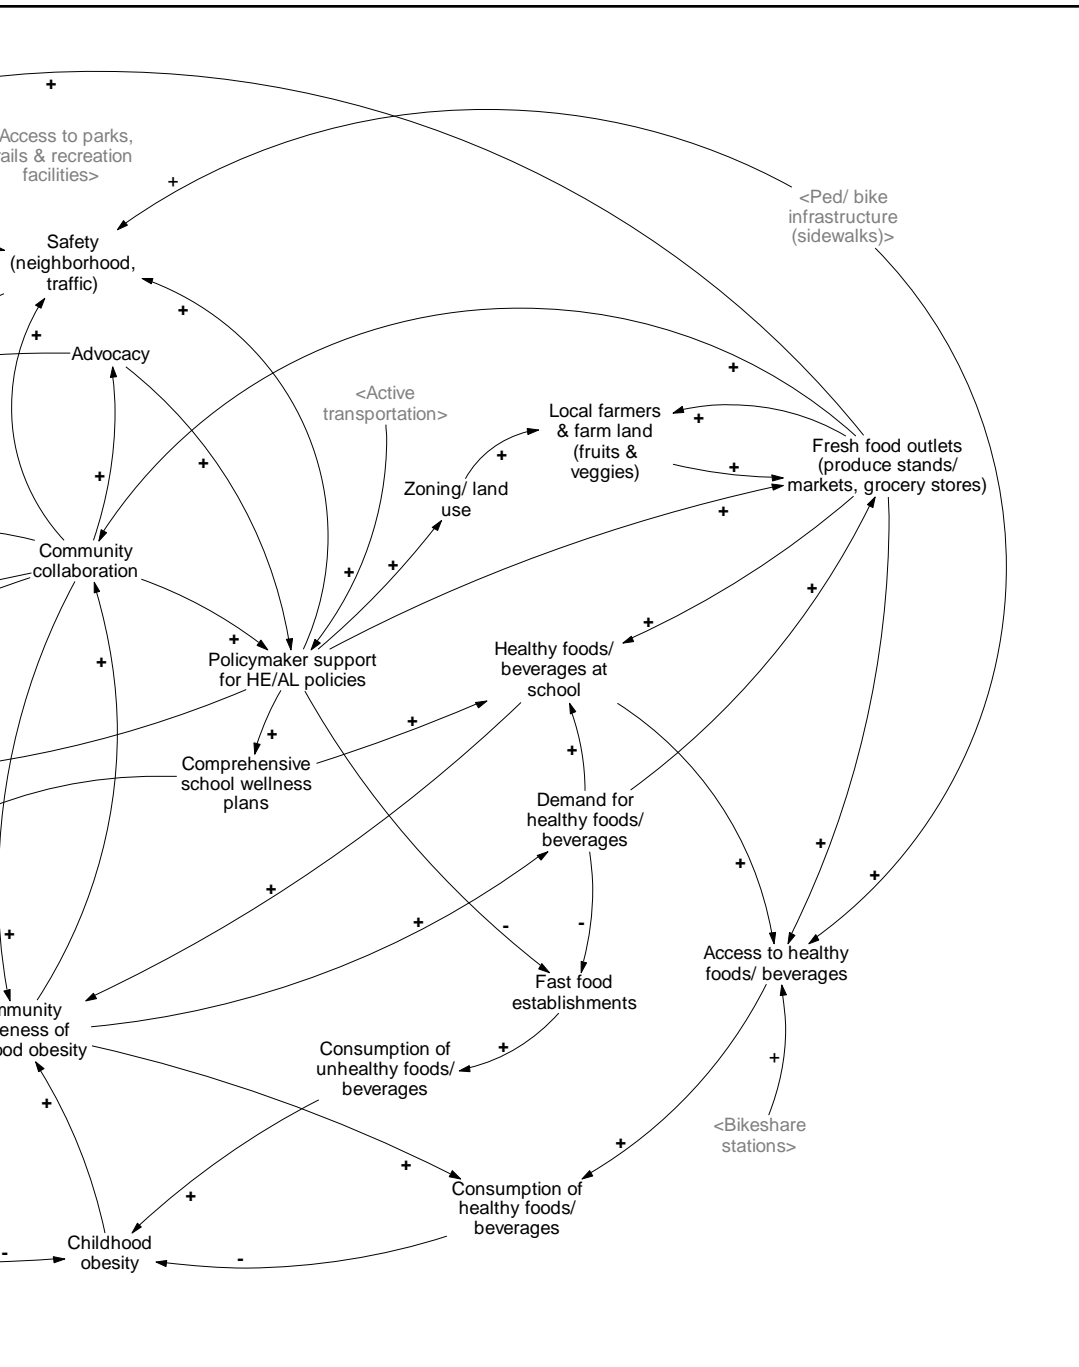 +
Access to parks,
ails & recreation
facilities>
+
<Ped/ bike
infrastructure
(sidewalks)>
Safety
(neighborhood,
traffic)
+
+
Advocacy
+
<Active
transportation>
Local farmers
& farm land
(fruits &
veggies)
+
Fresh food outlets
(produce stands/
markets, grocery stores)
+
+
+
+
Zoning/ land
use
+
Community
collaboration
+
+
+
+
+
Policymaker support
for HE/AL policies
+
Healthy foods/
beverages at
school
+
+
+
+
Comprehensive
school wellness
plans
Demand for
healthy foods/
beverages
+
+
+
+
+
+
-
-
Access to healthy
foods/ beverages
Fast food
establishments
mmunity
eness of
ood obesity
+
Consumption of
unhealthy foods/
beverages
+
+
<Bikeshare
stations>
+
+
+
Consumption of
healthy foods/
beverages
Childhood
obesity
-
-